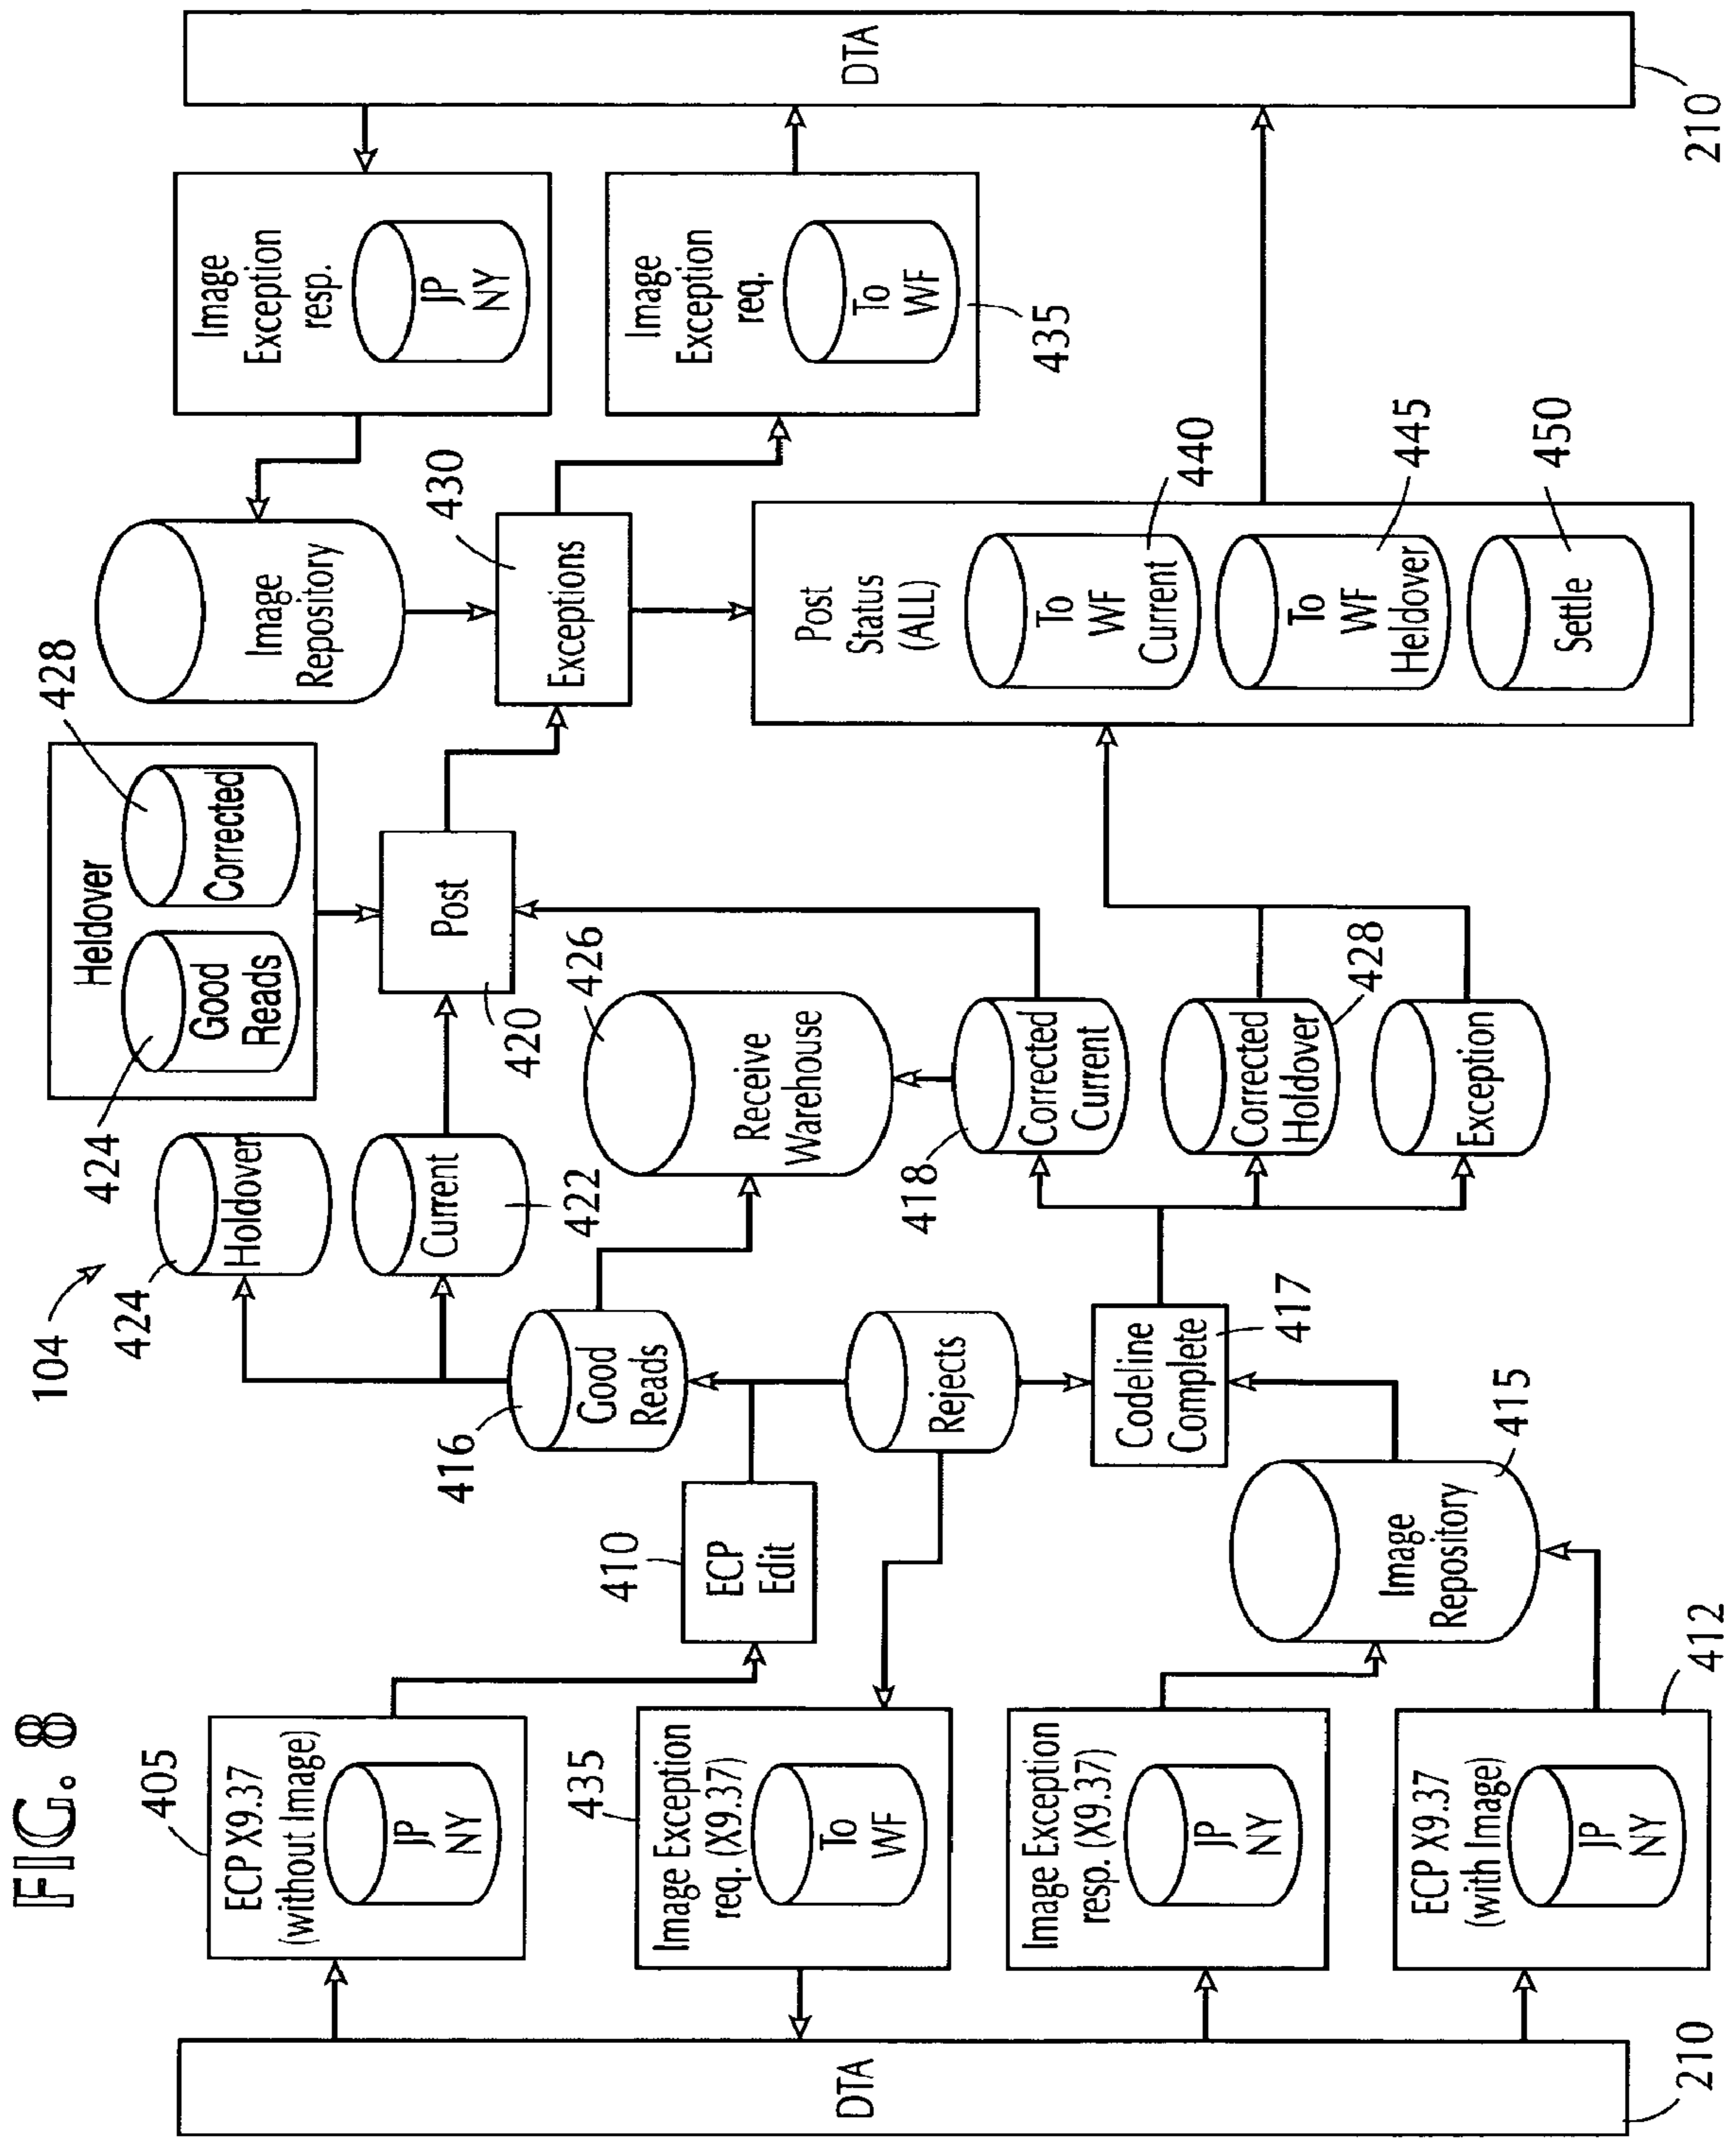 FIG. 8
104
DTA
210
405
ECP X9.37
(without Image)
JP
NY
435
Image Exception
req. (X9.37)
To
WF
Image Exception
resp. (X9.37)
JP
NY
ECP X9.37
(with Image)
JP
NY
412
410
ECP
Edit
Image
Repository
415
416
Good
Reads
Rejects
Codeline
Complete
417
424
Holdover
Current
422
Receive
Warehouse
426
418
Corrected
Current
Corrected
Holdover
428
Exception
Heldover
424
Good
Reads
428
Corrected
Post
420
Image
Repository
430
Exceptions
Post
Status
(ALL)
To
WF
Current
440
To
WF
Heldover
445
Settle
450
Image
Exception
resp.
JP
NY
Image
Exception
req.
To
WF
435
DTA
210